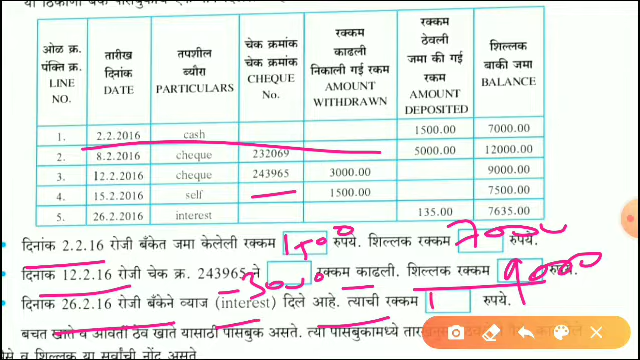 या ठिकाणी बँक पासबुकाचे एक
ओळ क्र. पंक्ति क्र. LINE NO. | तारीख दिनांक DATE | तपशील ब्यौरा PARTICULARS | चेक क्रमांक चेक क्रमांक CHEQUE No. | रक्कम काढली निकाली गई रकम AMOUNT WITHDRAWN | रक्कम ठेवली जमा की गई रकम AMOUNT DEPOSITED | शिल्लक बाकी जमा BALANCE
1. 2.2.2016 cash 1500.00 7000.00
2. 8.2.2016 cheque 232069 5000.00 12000.00
3. 12.2.2016 cheque 243965 3000.00 9000.00
4. 15.2.2016 self 1500.00 7500.00
5. 26.2.2016 interest 135.00 7635.00
दिनांक 2.2.16 रोजी बँकेत जमा केलेली रक्कम 1500 रुपये. शिल्लक रक्कम 7000 रुपये.
दिनांक 12.2.16 रोजी चेक क्र. 243965 ने 3000 रक्कम काढली. शिल्लक रक्कम 9000 रुपये.
दिनांक 26.2.16 रोजी बँकेने व्याज (interest) दिले आहे. त्याची रक्कम 1 रुपये.
बचत खाते व आवर्ती ठेव खाते यासाठी पासबुक असते. त्या पासबुकामध्ये
व शिल्लक या सर्वांची नोंद असते